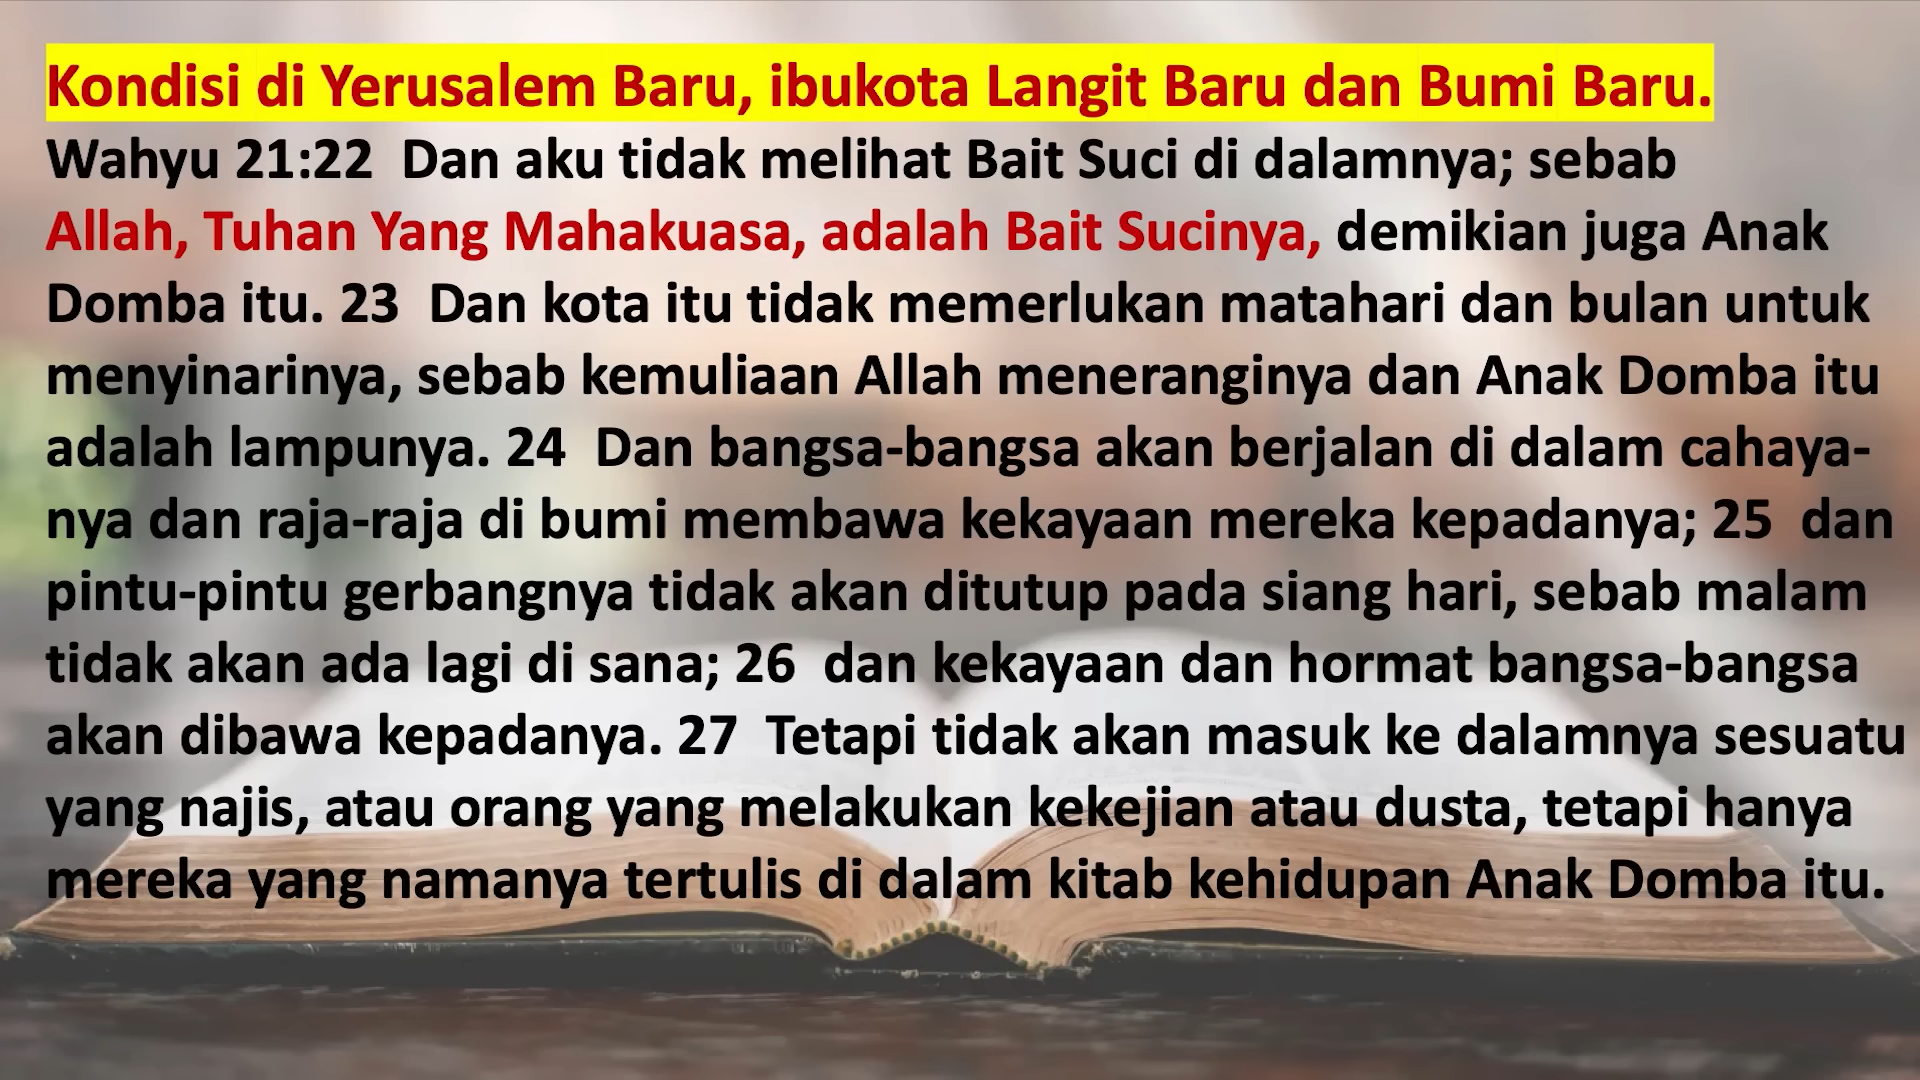 Kondisi di Yerusalem Baru, ibukota Langit Baru dan Bumi Baru.
Wahyu 21:22  Dan aku tidak melihat Bait Suci di dalamnya; sebab
Allah, Tuhan Yang Mahakuasa, adalah Bait Sucinya, demikian juga Anak
Domba itu. 23  Dan kota itu tidak memerlukan matahari dan bulan untuk
menyinarinya, sebab kemuliaan Allah meneranginya dan Anak Domba itu
adalah lampunya. 24  Dan bangsa-bangsa akan berjalan di dalam cahaya-
nya dan raja-raja di bumi membawa kekayaan mereka kepadanya; 25  dan
pintu-pintu gerbangnya tidak akan ditutup pada siang hari, sebab malam
tidak akan ada lagi di sana; 26  dan kekayaan dan hormat bangsa-bangsa
akan dibawa kepadanya. 27  Tetapi tidak akan masuk ke dalamnya sesuatu
yang najis, atau orang yang melakukan kekejian atau dusta, tetapi hanya
mereka yang namanya tertulis di dalam kitab kehidupan Anak Domba itu.